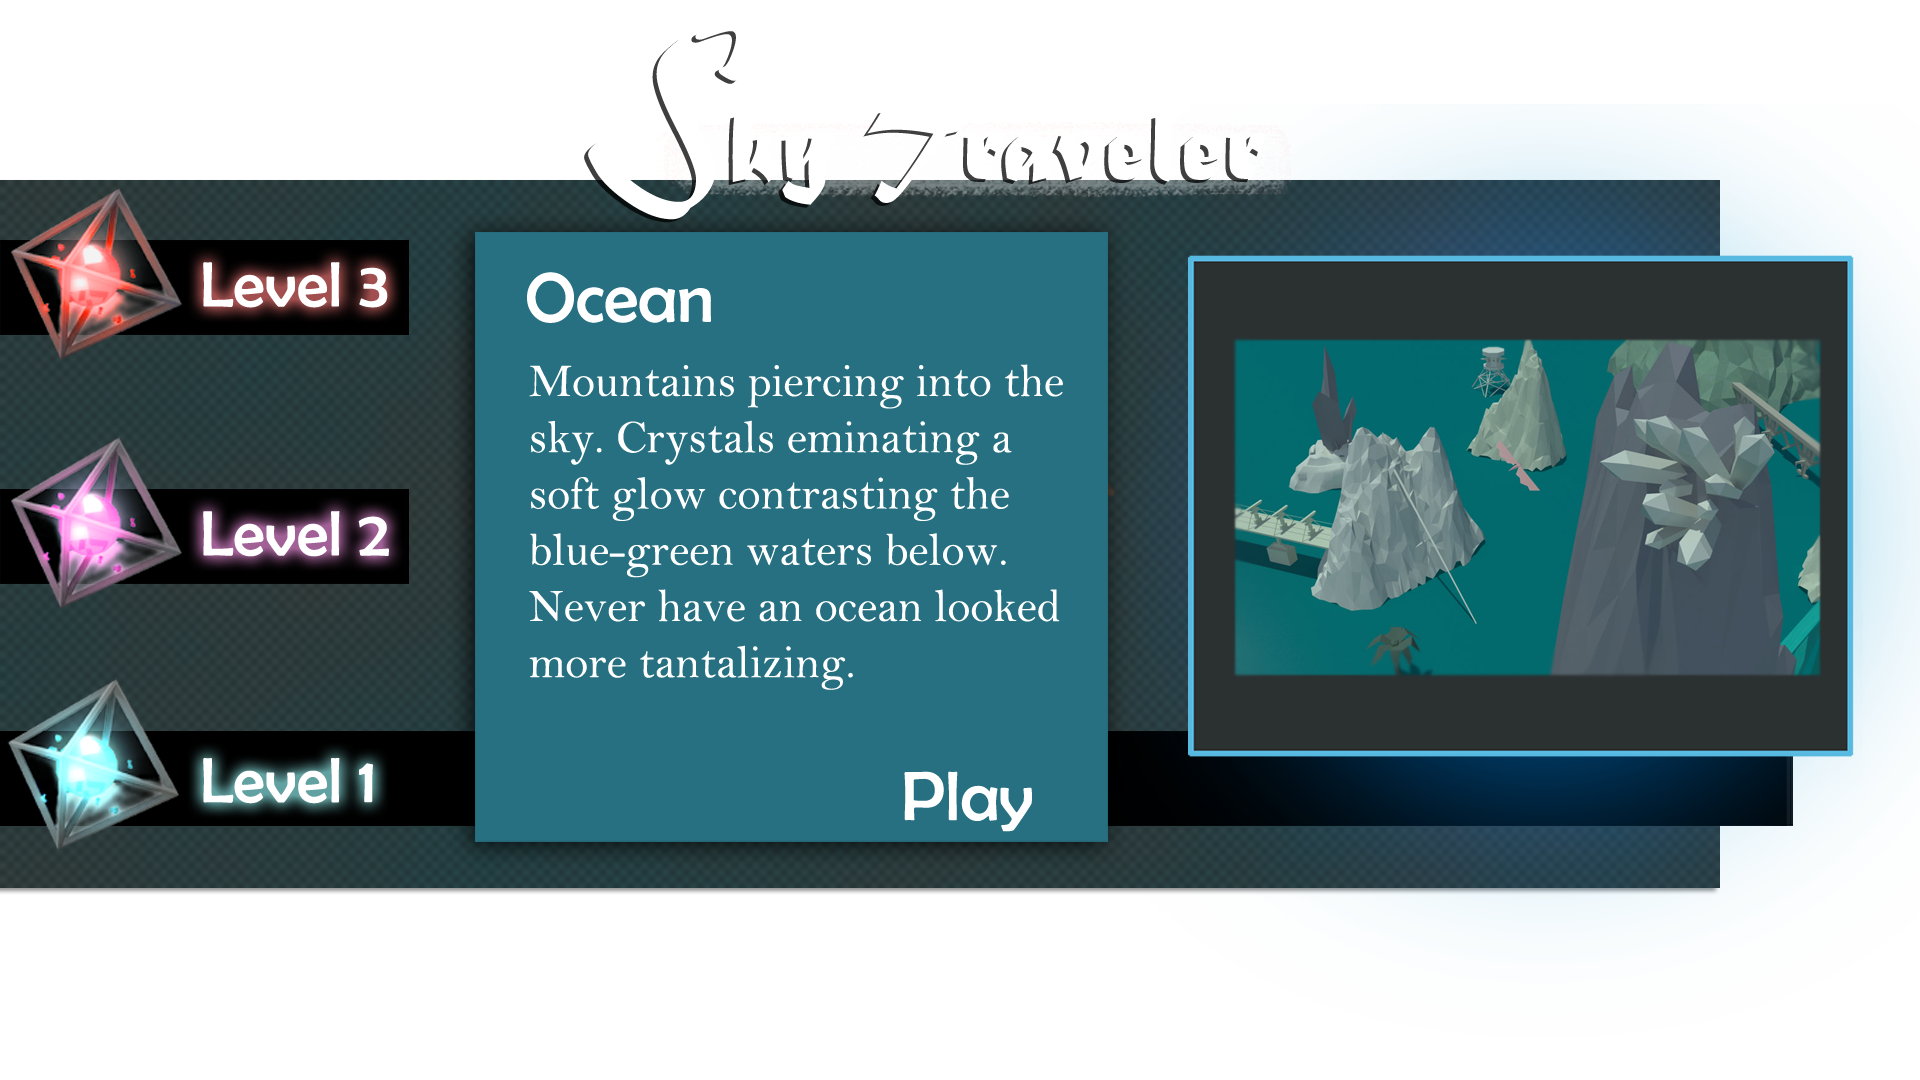 Sky Traveler
Level 3
Ocean
Mountains piercing into the
sky. Crystals eminating a
soft glow contrasting the
blue-green waters below.
Never have an ocean looked
more tantalizing.
Level 2
Level 1
Play